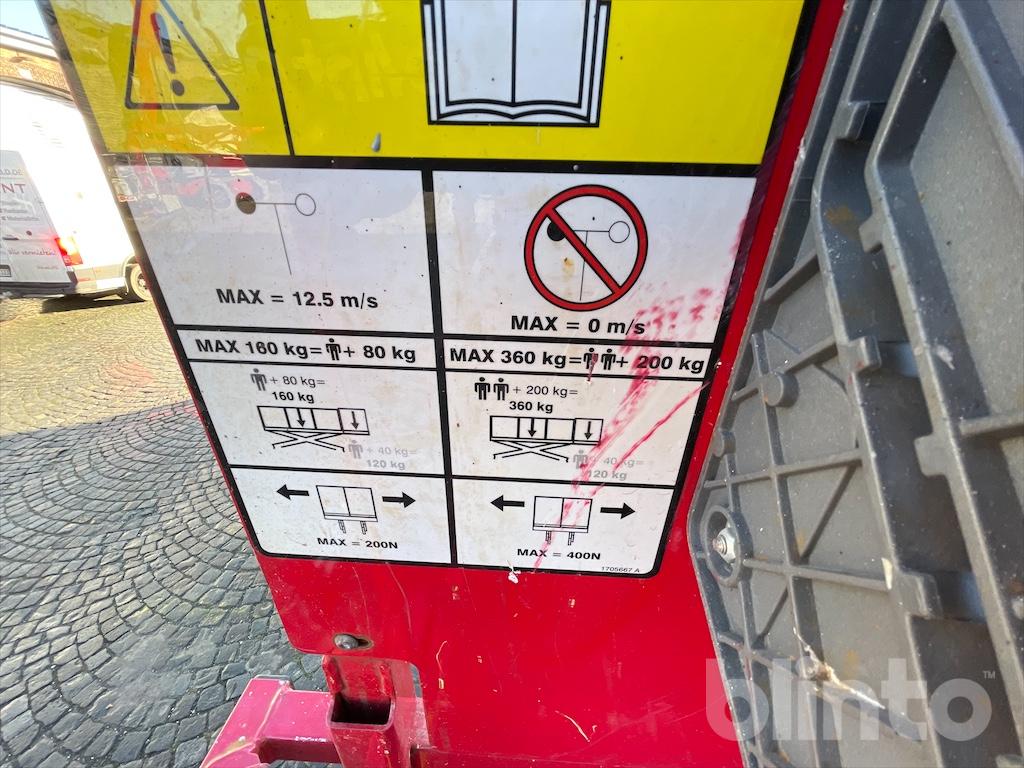 MAX = 12.5 m/s
MAX = 0 m/s
MAX 160 kg= + 80 kg
MAX 360 kg= + 200 kg
+ 80 kg=
160 kg
+ 40 kg=
120 kg
+ 200 kg=
360 kg
+ 40 kg=
120 kg
MAX = 200N
MAX = 400N
1705667 A
blinto™